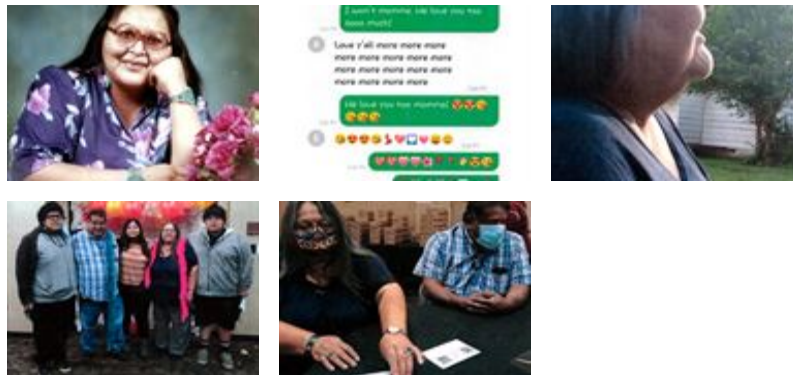 I won't momma. We love you too
sooo much!
Love y'all more more more
more more more more more
more more more more more
more more more more
We love you too momma!